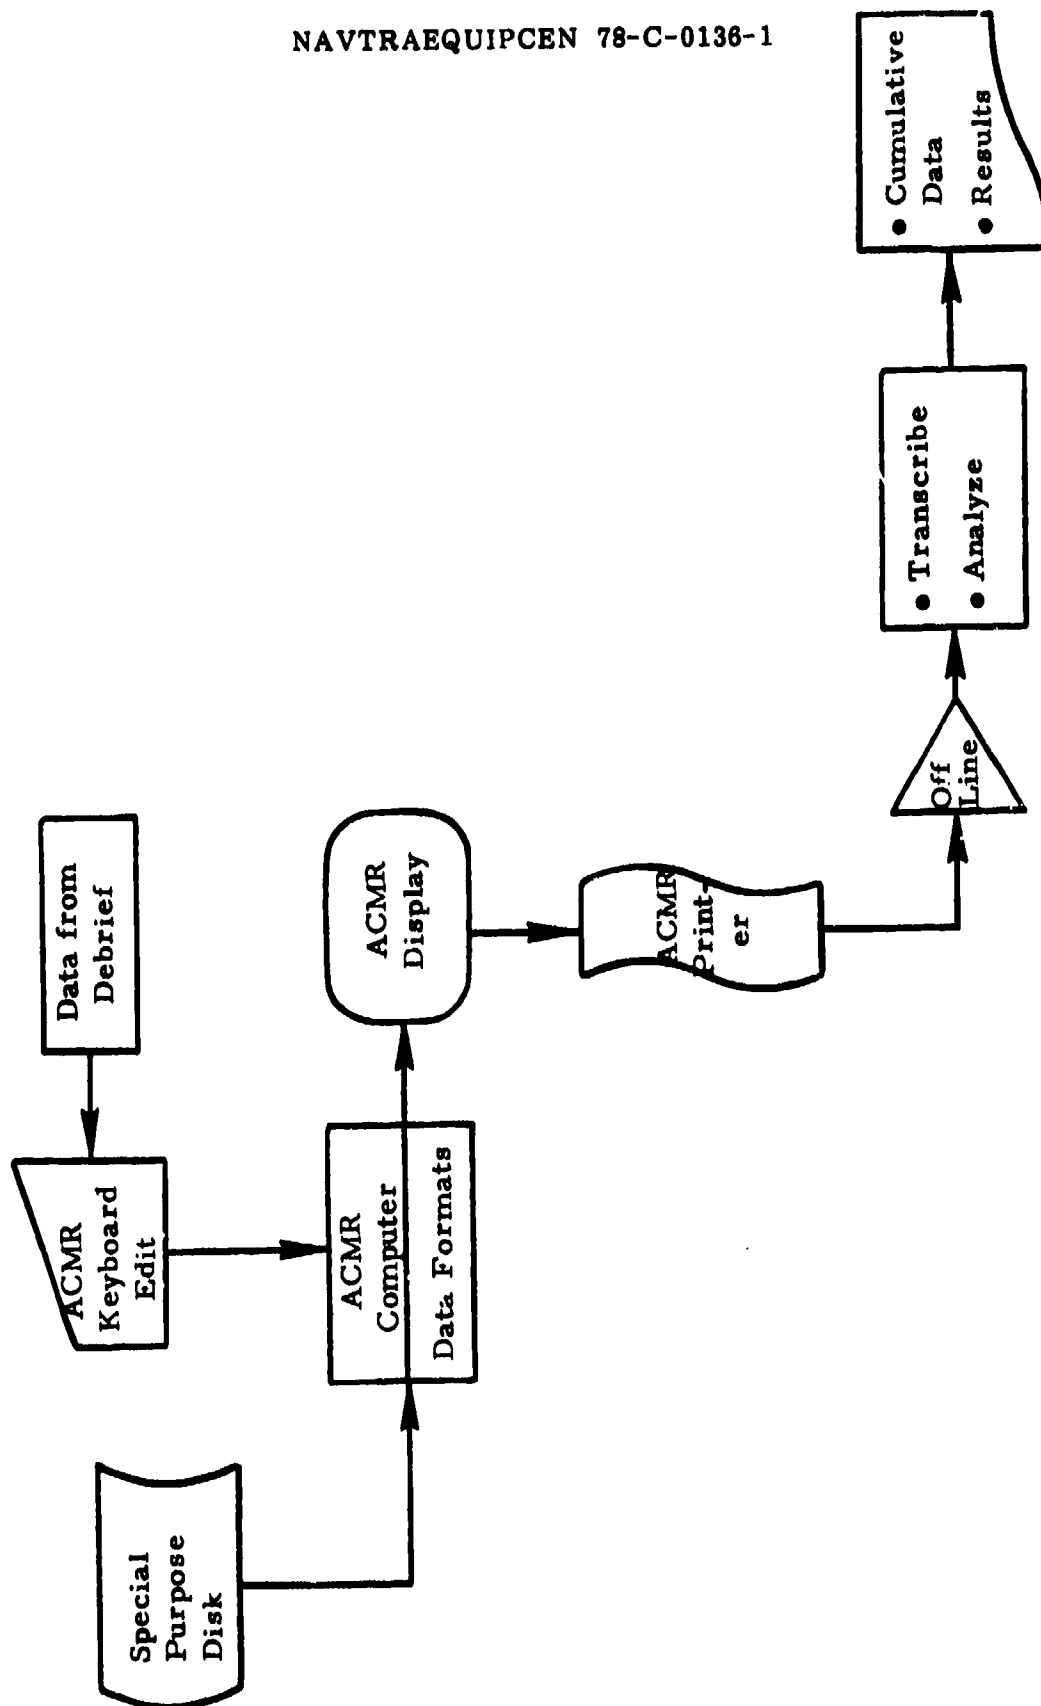 NAVTRAEQUIPCEN 78-C-0136-1
Special
Purpose
Disk
ACMR
Keyboard
Edit
Data from
Debrief
ACMR
Computer
Data Formats
ACMR
Display
ACMR
Print-
er
Off
Line
• Transcribe
• Analyze
• Cumulative
Data
• Results